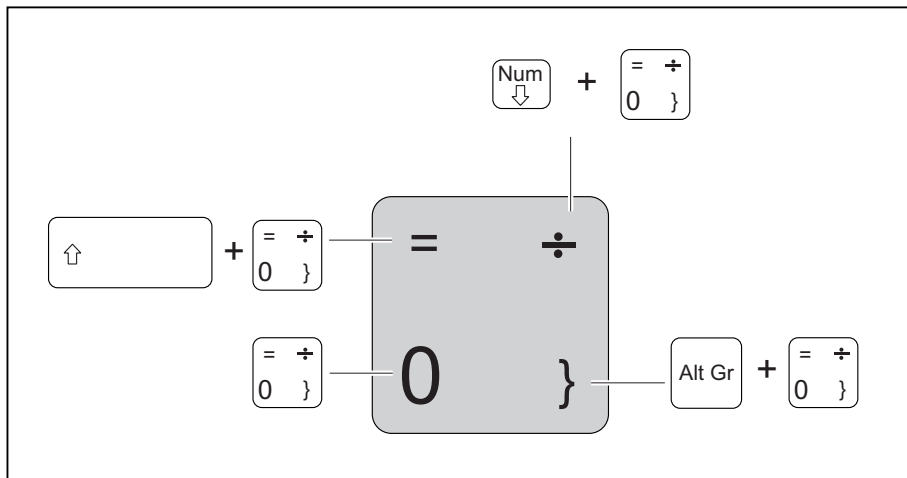 Num + = ÷
0 }
+ = ÷
0 }
= ÷
0 }
= ÷
0 }
Alt Gr + = ÷
0 }